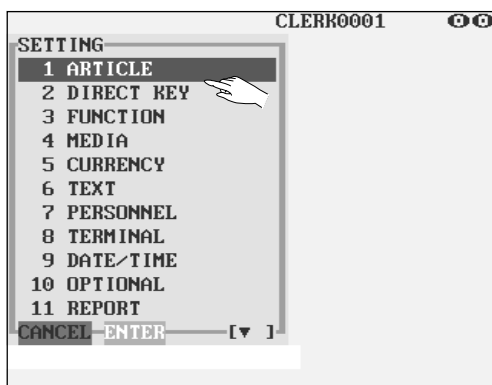 CLERK0001
SETTING
1 ARTICLE
2 DIRECT KEY
3 FUNCTION
4 MEDIA
5 CURRENCY
6 TEXT
7 PERSONNEL
8 TERMINAL
9 DATE/TIME
10 OPTIONAL
11 REPORT
CANCEL ENTER [▼ ]